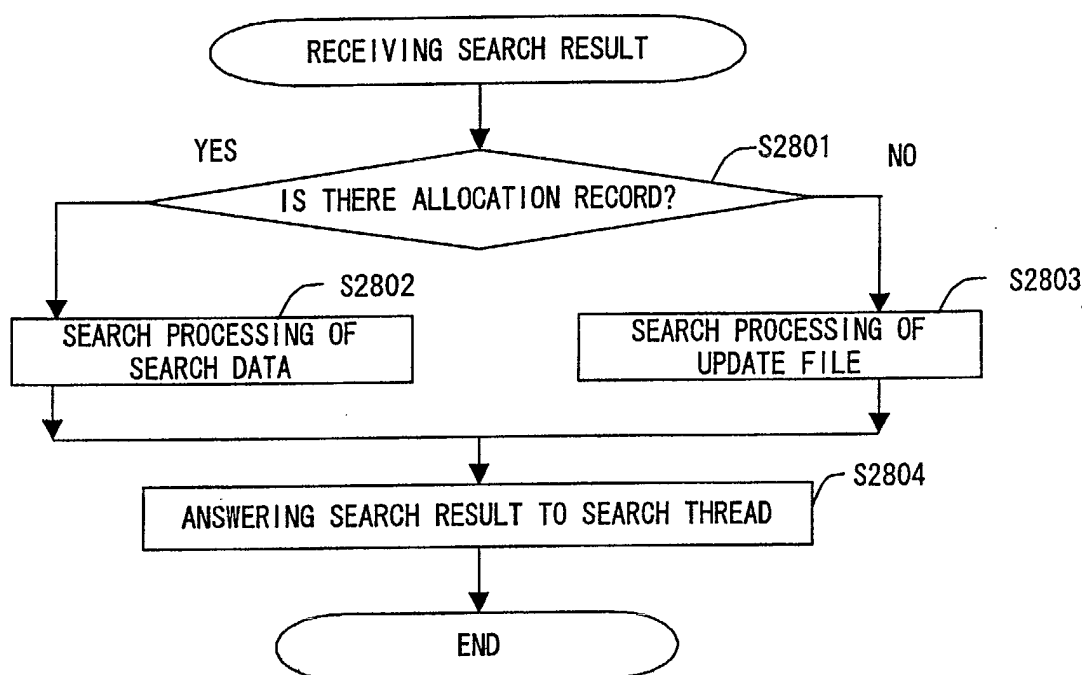 RECEIVING SEARCH RESULT
YES
S2801
NO
IS THERE ALLOCATION RECORD?
S2802
S2803
SEARCH PROCESSING OF
SEARCH DATA
SEARCH PROCESSING OF
UPDATE FILE
S2804
ANSWERING SEARCH RESULT TO SEARCH THREAD
END